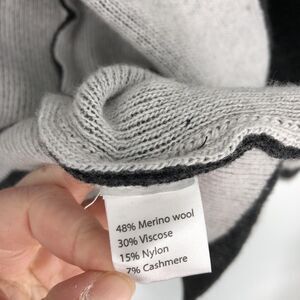 48% Merino wool
30% Viscose
15% Nylon
7% Cashmere